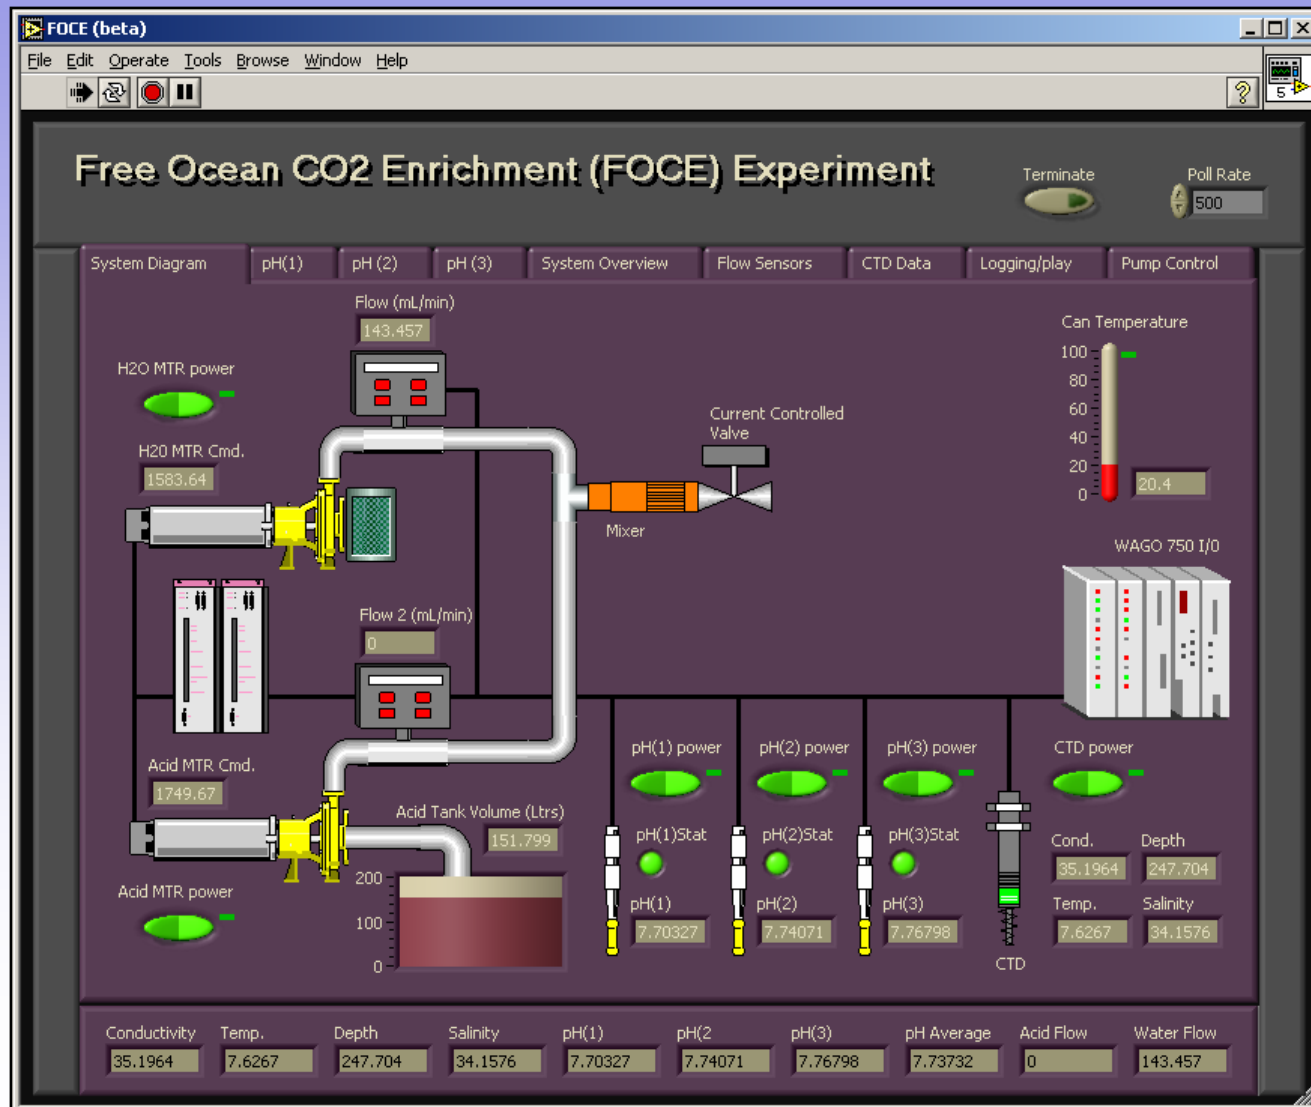 FOCE (beta)
File Edit Operate Tools Browse Window Help
5
Free Ocean CO2 Enrichment (FOCE) Experiment
Terminate
Poll Rate
500
System Diagram pH(1) pH (2) pH (3) System Overview Flow Sensors CTD Data Logging/play Pump Control
Flow (mL/min)
143.457
H2O MTR power
H20 MTR Cmd.
1583.64
Current Controlled
Valve
Mixer
Can Temperature
100
80
60
40
20
0
20.4
WAGO 750 I/0
Flow 2 (mL/min)
0
Acid MTR Cmd.
1749.67
Acid MTR power
Acid Tank Volume (Ltrs)
151.799
200
100
0
pH(1) power pH(2) power pH(3) power CTD power
pH(1)Stat pH(2)Stat pH(3)Stat
pH(1) pH(2) pH(3)
7.70327 7.74071 7.76798
CTD
Cond. Depth
35.1964 247.704
Temp. Salinity
7.6267 34.1576
Conductivity Temp. Depth Salinity pH(1) pH(2 pH(3) pH Average Acid Flow Water Flow
35.1964 7.6267 247.704 34.1576 7.70327 7.74071 7.76798 7.73732 0 143.457